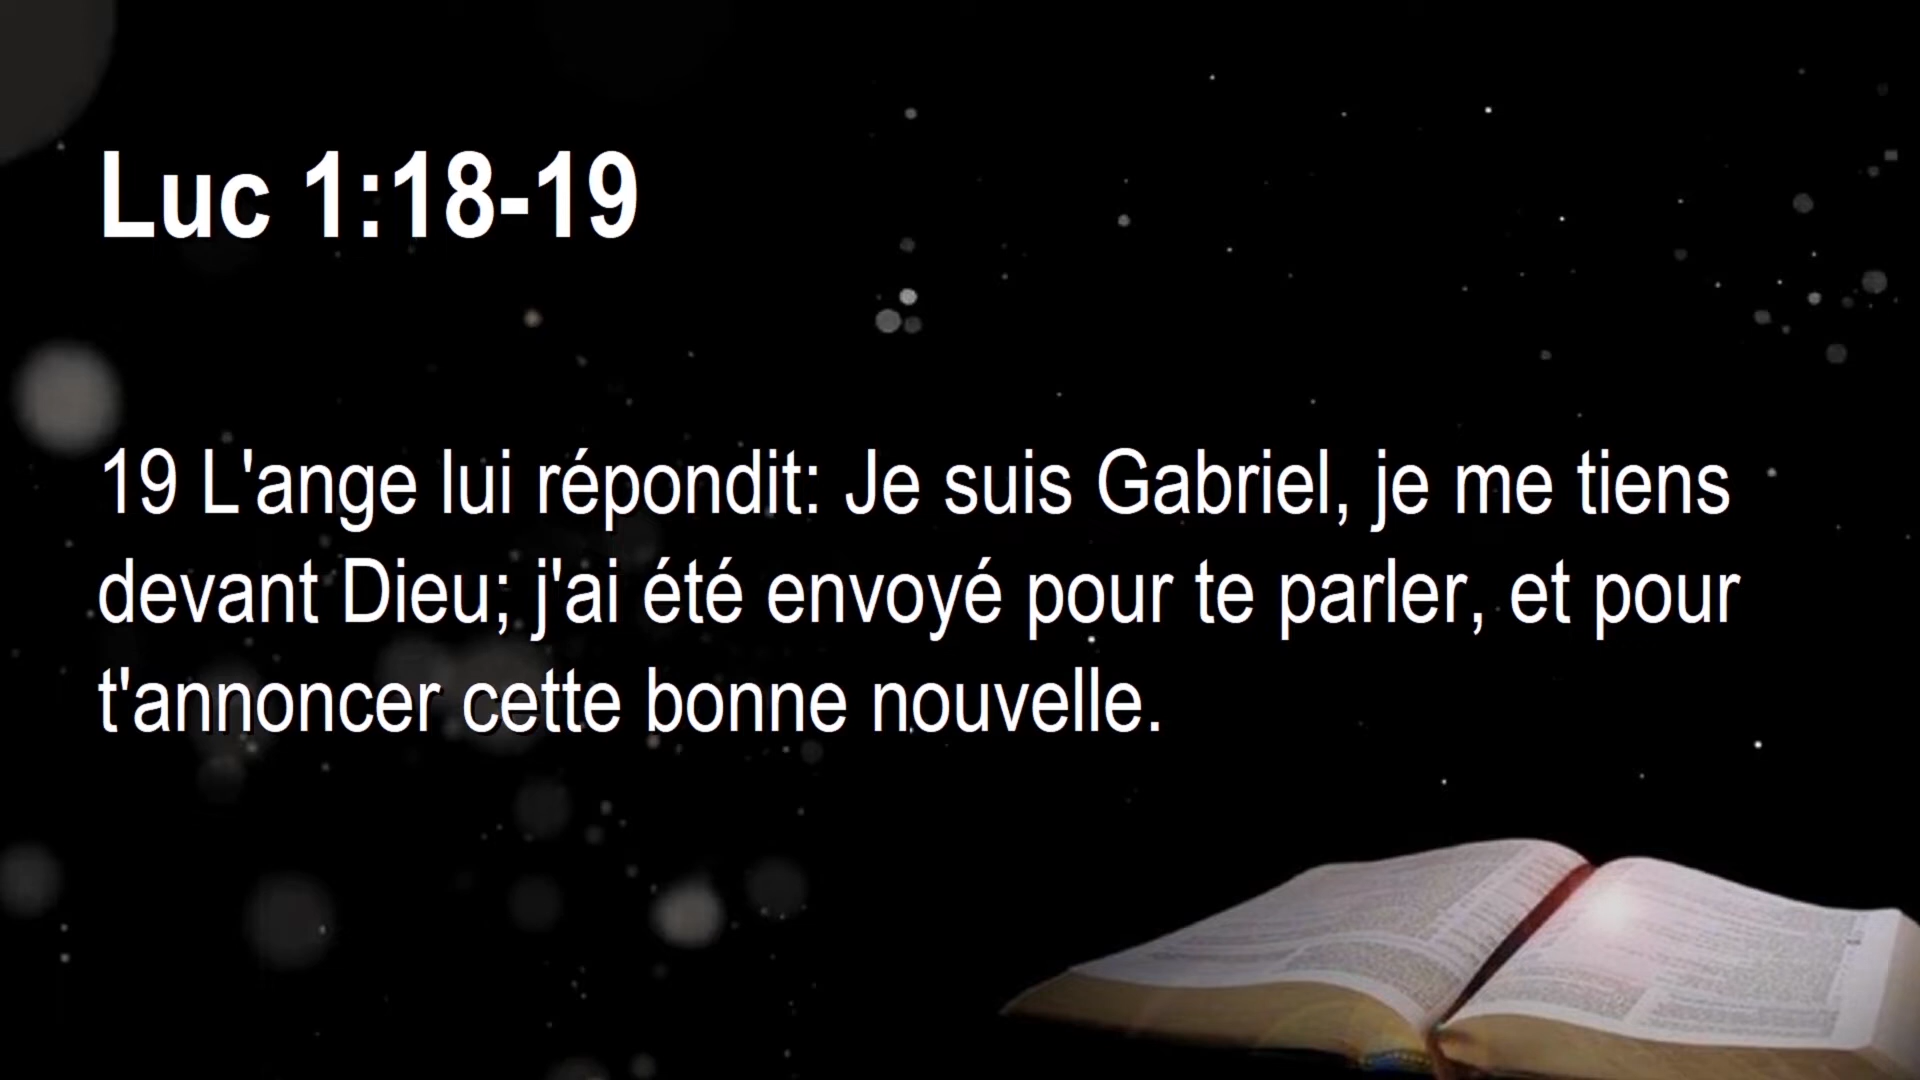 Luc 1:18-19
19 L'ange lui répondit: Je suis Gabriel, je me tiens
devant Dieu; j'ai été envoyé pour te parler, et pour
t'annoncer cette bonne nouvelle.